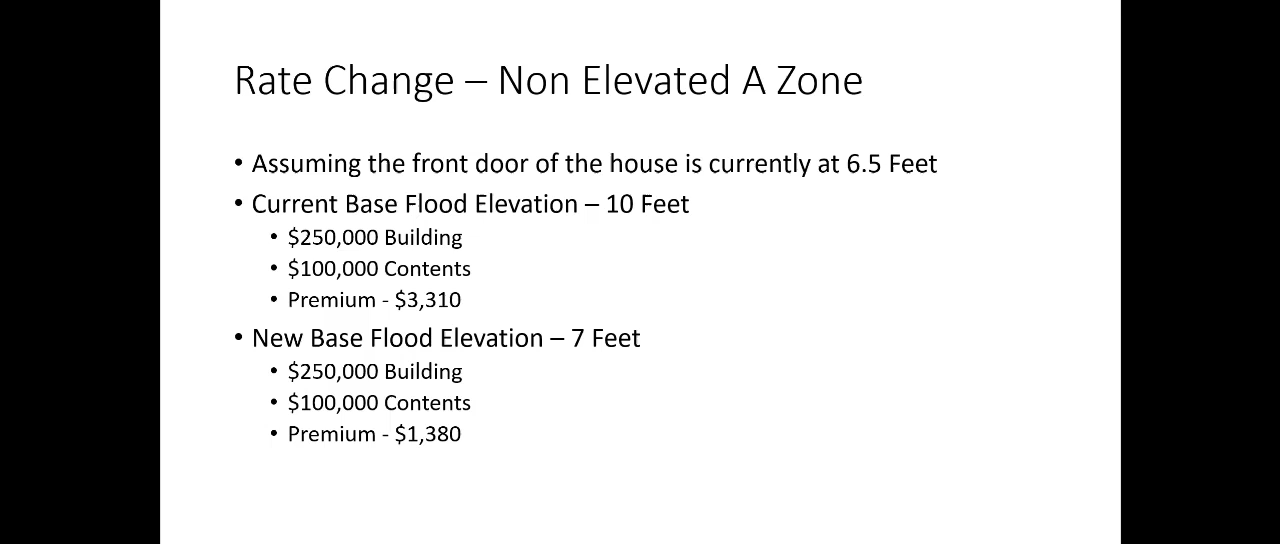 Rate Change – Non Elevated A Zone
• Assuming the front door of the house is currently at 6.5 Feet
• Current Base Flood Elevation – 10 Feet
• $250,000 Building
• $100,000 Contents
• Premium - $3,310
• New Base Flood Elevation – 7 Feet
• $250,000 Building
• $100,000 Contents
• Premium - $1,380